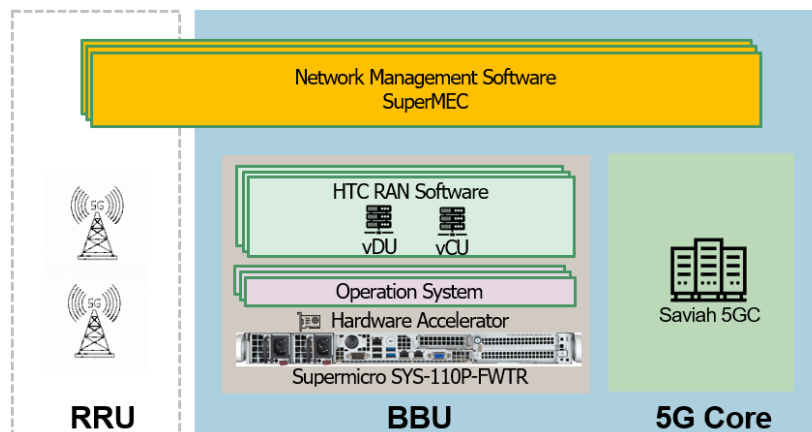 Network Management Software
SuperMEC
5G
5G
HTC RAN Software
vDU
vCU
Operation System
Hardware Accelerator
Supermicro SYS-110P-FWTR
Saviah 5GC
RRU
BBU
5G Core